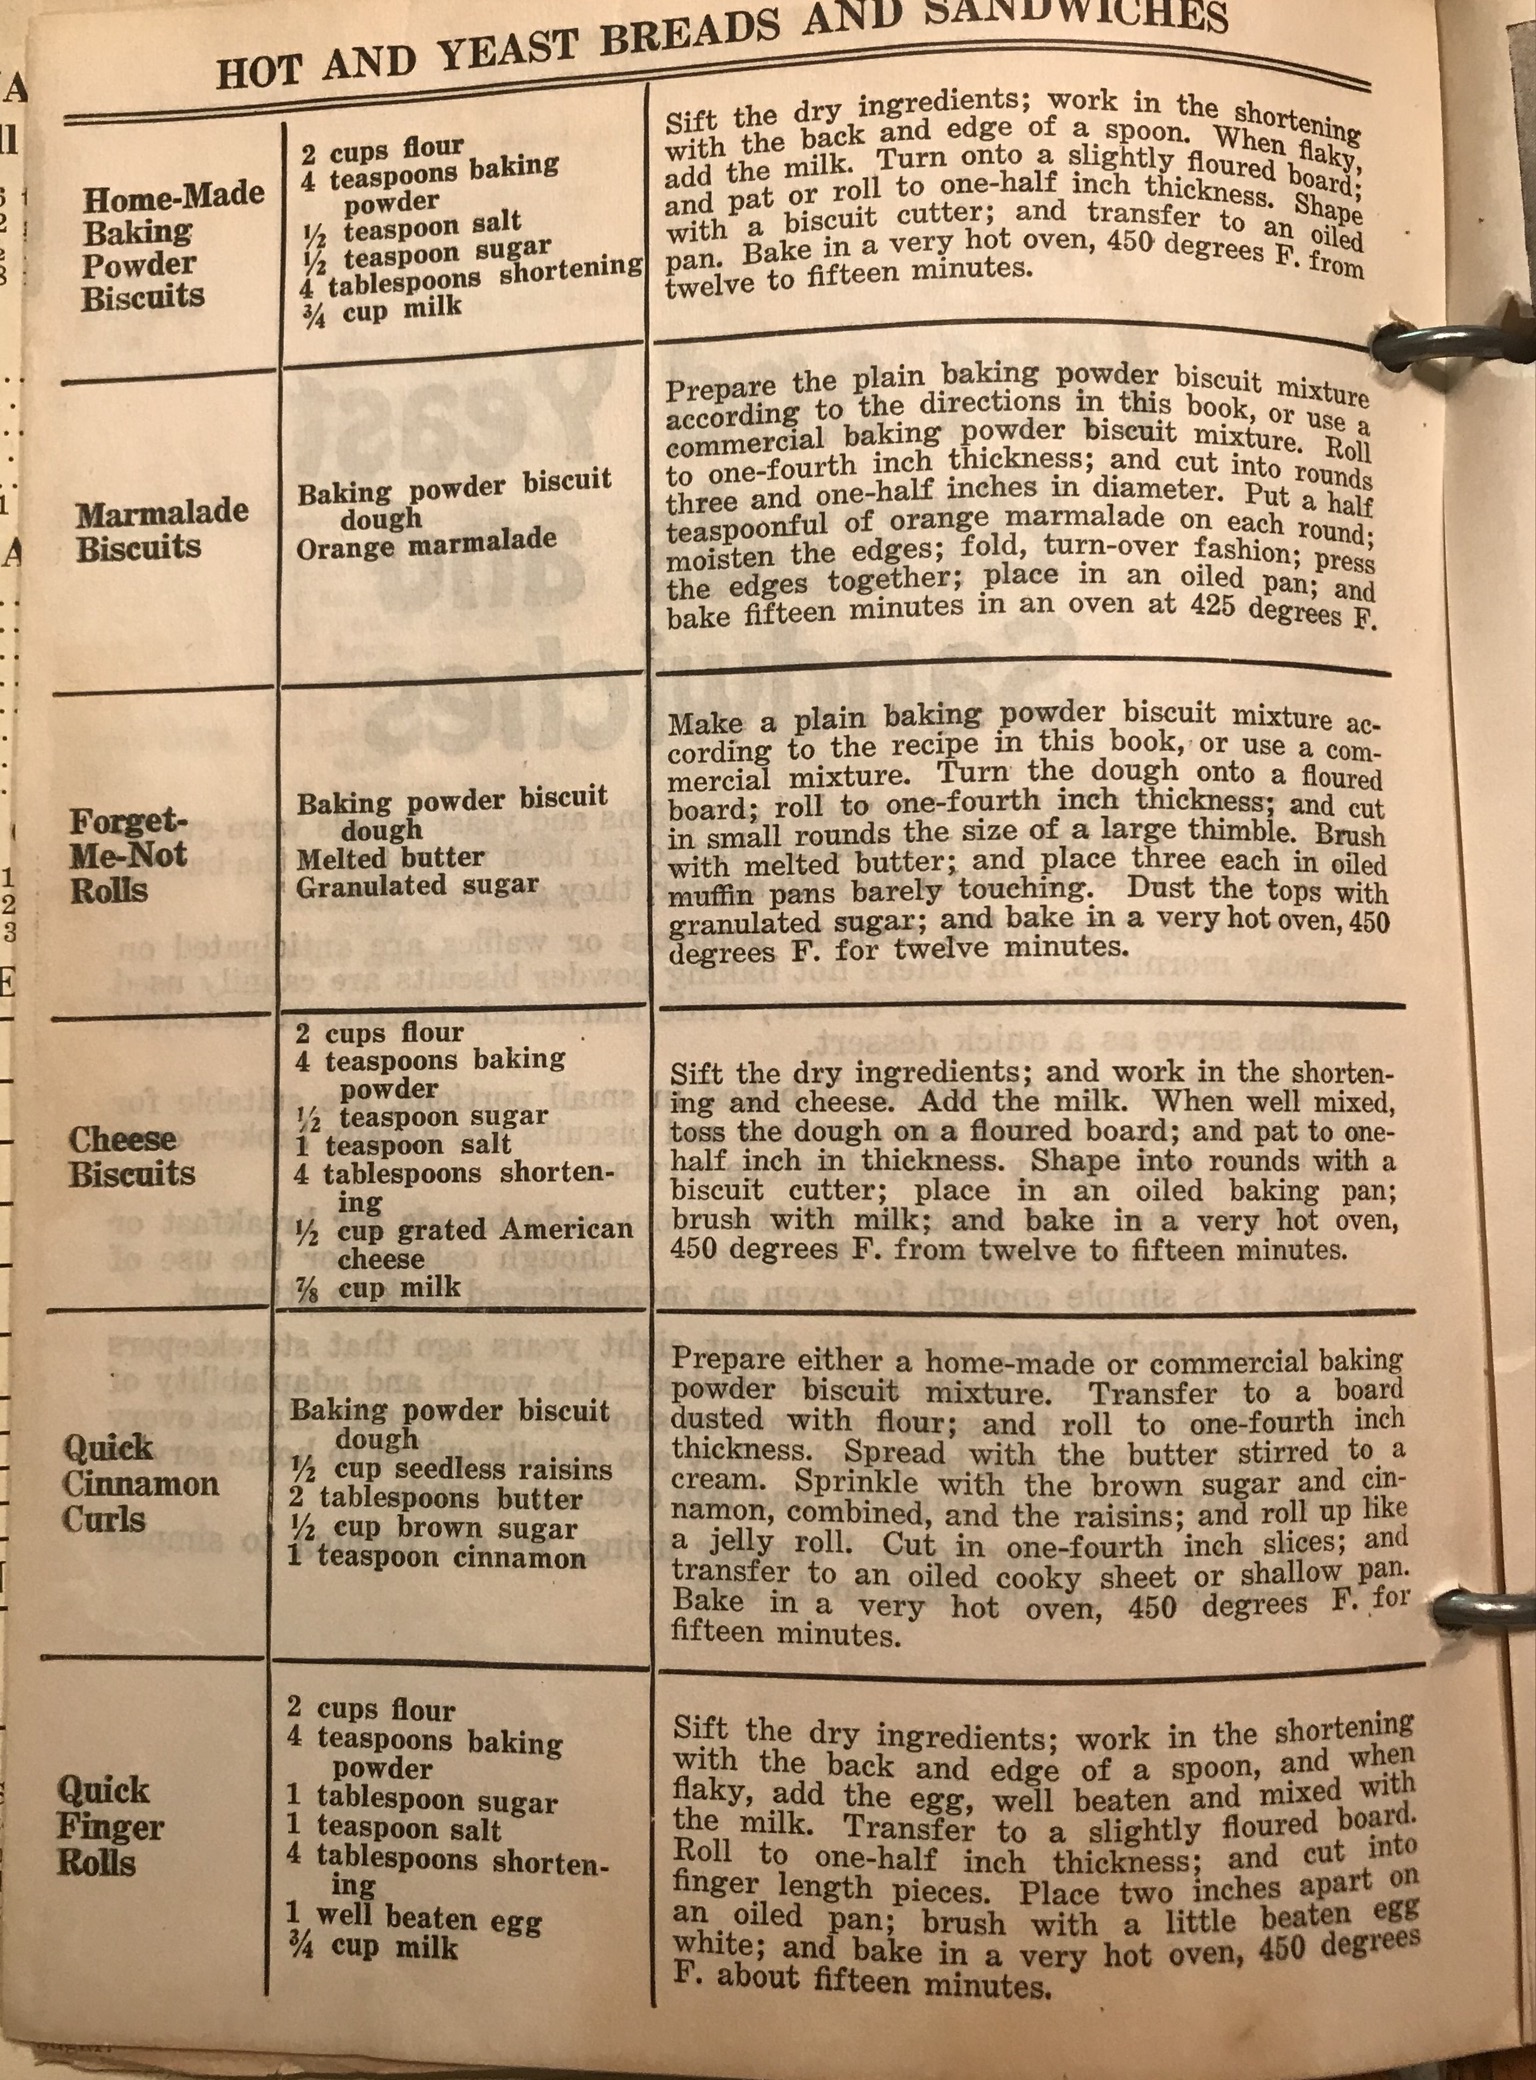 HOT AND YEAST BREADS AND SANDWICHES
Home-Made
Baking
Powder
Biscuits
2 cups flour
4 teaspoons baking
powder
½ teaspoon salt
½ teaspoon sugar
4 tablespoons shortening
¾ cup milk
Sift the dry ingredients; work in the shortening
with the back and edge of a spoon. When flaky,
add the milk. Turn onto a slightly floured board;
and pat or roll to one-half inch thickness. Shape
with a biscuit cutter; and transfer to an oiled
pan. Bake in a very hot oven, 450 degrees F. from
twelve to fifteen minutes.
Marmalade
Biscuits
Baking powder biscuit
dough
Orange marmalade
Prepare the plain baking powder biscuit mixture
according to the directions in this book, or use a
commercial baking powder biscuit mixture. Roll
to one-fourth inch thickness; and cut into rounds
three and one-half inches in diameter. Put a half
teaspoonful of orange marmalade on each round;
moisten the edges; fold, turn-over fashion; press
the edges together; place in an oiled pan; and
bake fifteen minutes in an oven at 425 degrees F.
Forget-
Me-Not
Rolls
Baking powder biscuit
dough
Melted butter
Granulated sugar
Make a plain baking powder biscuit mixture ac-
cording to the recipe in this book, or use a com-
mercial mixture. Turn the dough onto a floured
board; roll to one-fourth inch thickness; and cut
in small rounds the size of a large thimble. Brush
with melted butter; and place three each in oiled
muffin pans barely touching. Dust the tops with
granulated sugar; and bake in a very hot oven, 450
degrees F. for twelve minutes.
Cheese
Biscuits
2 cups flour
4 teaspoons baking
powder
½ teaspoon sugar
1 teaspoon salt
4 tablespoons shorten-
ing
½ cup grated American
cheese
⅞ cup milk
Sift the dry ingredients; and work in the shorten-
ing and cheese. Add the milk. When well mixed,
toss the dough on a floured board; and pat to one-
half inch in thickness. Shape into rounds with a
biscuit cutter; place in an oiled baking pan;
brush with milk; and bake in a very hot oven,
450 degrees F. from twelve to fifteen minutes.
Quick
Cinnamon
Curls
Baking powder biscuit
dough
½ cup seedless raisins
2 tablespoons butter
½ cup brown sugar
1 teaspoon cinnamon
Prepare either a home-made or commercial baking
powder biscuit mixture. Transfer to a board
dusted with flour; and roll to one-fourth inch
thickness. Spread with the butter stirred to a
cream. Sprinkle with the brown sugar and cin-
namon, combined, and the raisins; and roll up like
a jelly roll. Cut in one-fourth inch slices; and
transfer to an oiled cooky sheet or shallow pan.
Bake in a very hot oven, 450 degrees F. for
fifteen minutes.
Quick
Finger
Rolls
2 cups flour
4 teaspoons baking
powder
1 tablespoon sugar
1 teaspoon salt
4 tablespoons shorten-
ing
1 well beaten egg
¾ cup milk
Sift the dry ingredients; work in the shortening
with the back and edge of a spoon, and when
flaky, add the egg, well beaten and mixed with
the milk. Transfer to a slightly floured board.
Roll to one-half inch thickness; and cut into
finger length pieces. Place two inches apart on
an oiled pan; brush with a little beaten egg
white; and bake in a very hot oven, 450 degrees
F. about fifteen minutes.